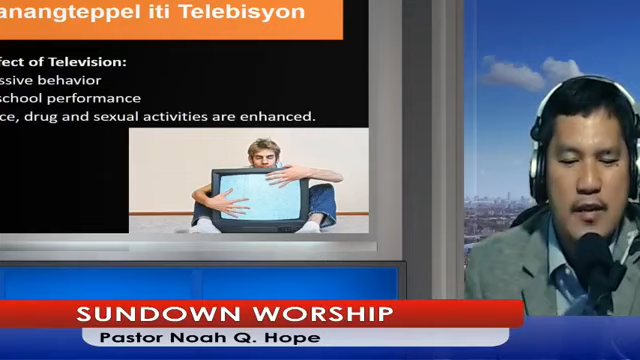 anangteppel iti Telebisyon
fect of Television:
ssive behavior
school performance
ce, drug and sexual activities are enhanced.
SUNDOWN WORSHIP
Pastor Noah Q. Hope